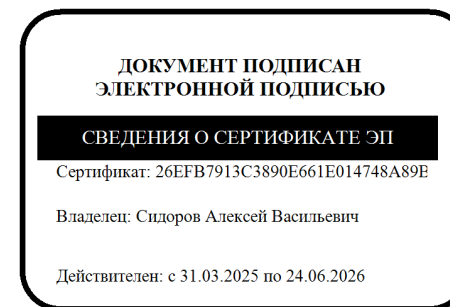 ДОКУМЕНТ ПОДПИСАН
ЭЛЕКТРОННОЙ ПОДПИСЬЮ
СВЕДЕНИЯ О СЕРТИФИКАТЕ ЭП
Сертификат: 26EFB7913C3890E661E014748A89E
Владелец: Сидоров Алексей Васильевич
Действителен: с 31.03.2025 по 24.06.2026